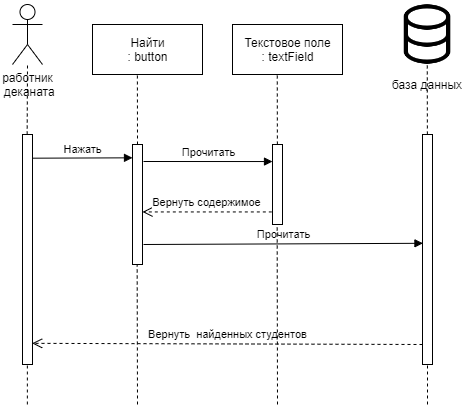 Найти
: button
Текстовое поле
: textField
работник
деканата
база данных
Нажать
Прочитать
Вернуть содержимое
Прочитать
Вернуть найденных студентов